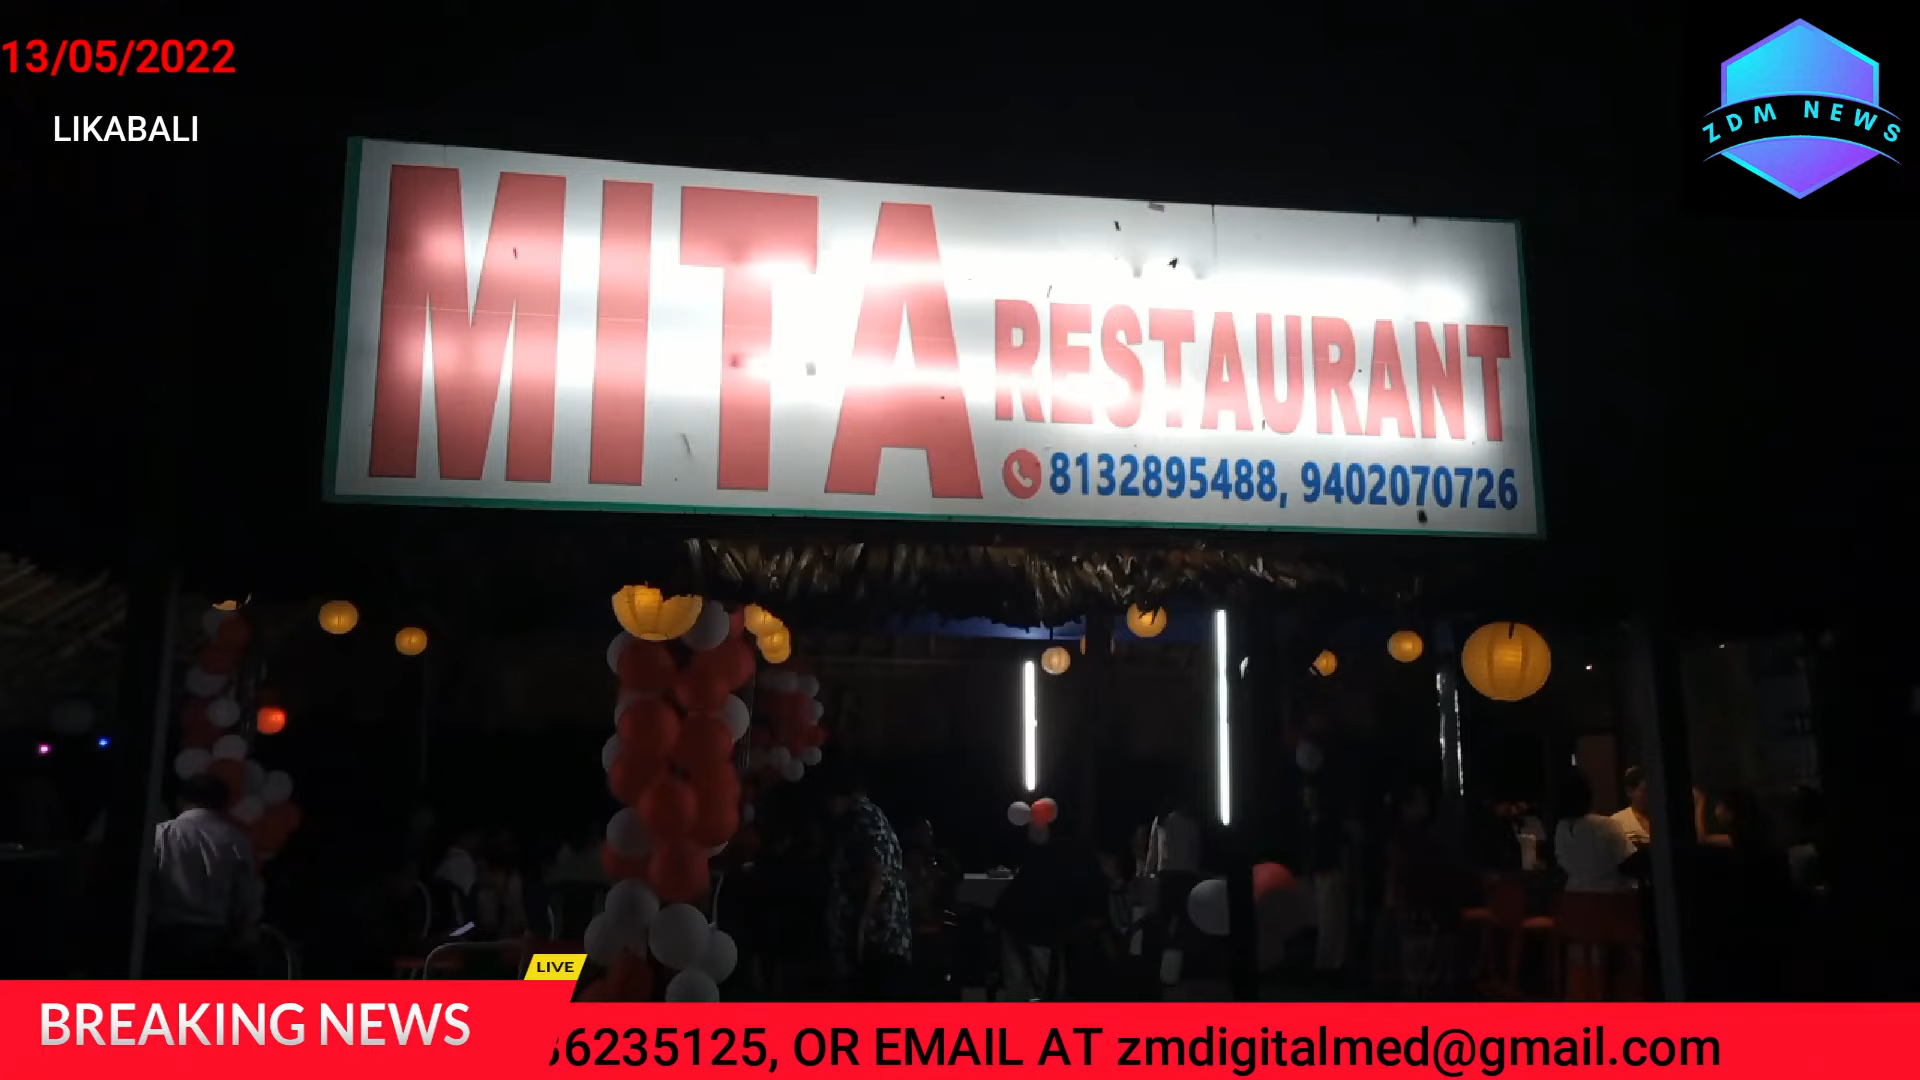 13/05/2022
LIKABALI
ZDM NEWS
MITA RESTAURANT
8132895488, 9402070726
LIVE
BREAKING NEWS
6235125, OR EMAIL AT zmdigitalmed@gmail.com